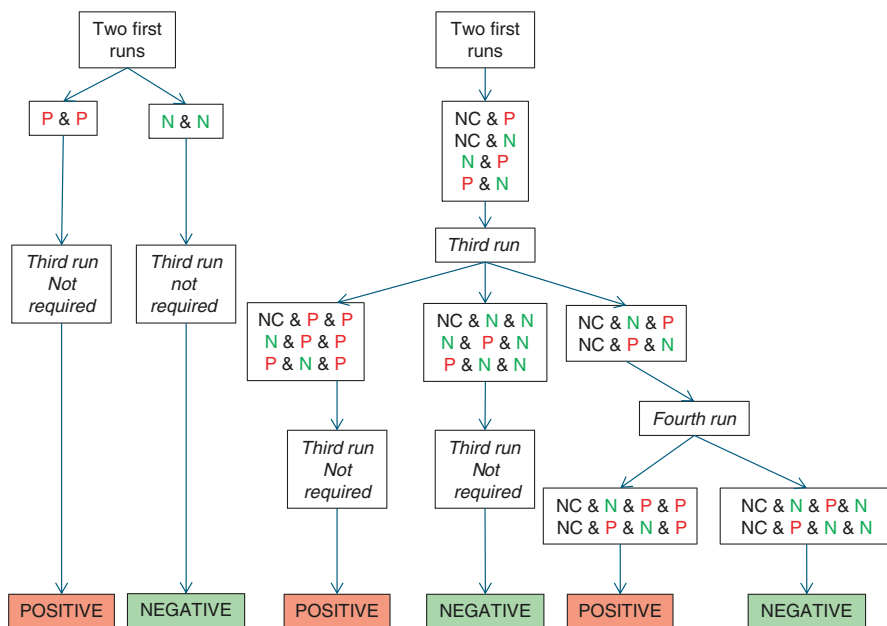 Two first
runs
P & P
N & N
Third run
Not
required
Third run
not
required
POSITIVE
NEGATIVE
Two first
runs
NC & P
NC & N
N & P
P & N
Third run
NC & P & P
N & P & P
P & N & P
NC & N & N
N & P & N
P & N & N
NC & N & P
NC & P & N
Third run
Not
required
Third run
Not
required
Fourth run
NC & N & P & P
NC & P & N & P
NC & N & P& N
NC & P & N & N
POSITIVE
NEGATIVE
POSITIVE
NEGATIVE